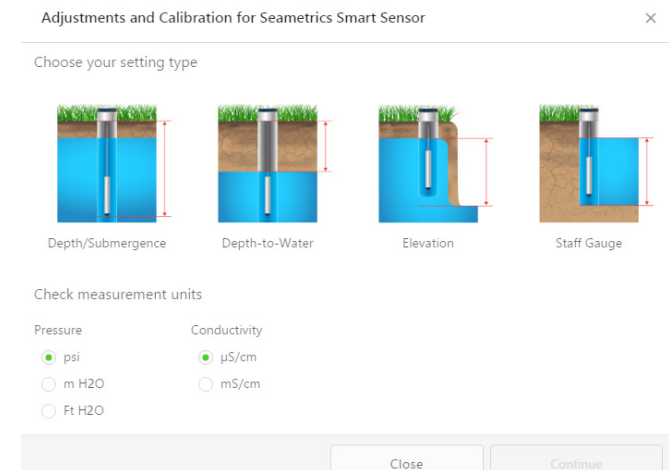 Adjustments and Calibration for Seametrics Smart Sensor
Choose your setting type
Depth/Submergence
Depth-to-Water
Elevation
Staff Gauge
Check measurement units
Pressure
Conductivity
psi
µS/cm
m H2O
mS/cm
Ft H2O
Close
Continue